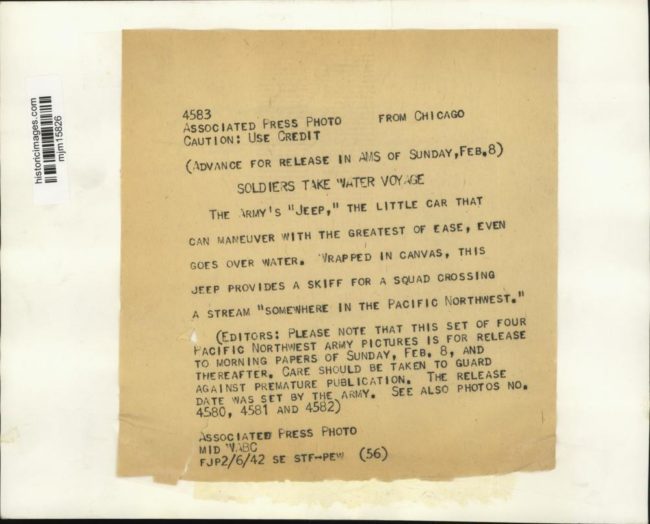 historicimages.com
mjm15826
4583
ASSOCIATED PRESS PHOTO FROM CHICAGO
CAUTION: USE CREDIT
(ADVANCE FOR RELEASE IN AMS OF SUNDAY,FEB.8)
SOLDIERS TAKE WATER VOYAGE
THE ARMY'S "JEEP," THE LITTLE CAR THAT
CAN MANEUVER WITH THE GREATEST OF EASE, EVEN
GOES OVER WATER. WRAPPED IN CANVAS, THIS
JEEP PROVIDES A SKIFF FOR A SQUAD CROSSING
A STREAM "SOMEWHERE IN THE PACIFIC NORTHWEST."
(EDITORS: PLEASE NOTE THAT THIS SET OF FOUR
PACIFIC NORTHWEST ARMY PICTURES IS FOR RELEASE
TO MORNING PAPERS OF SUNDAY, FEB. 8, AND
THEREAFTER. CARE SHOULD BE TAKEN TO GUARD
AGAINST PREMATURE PUBLICATION. THE RELEASE
DATE WAS SET BY THE ARMY. SEE ALSO PHOTOS NO.
4580, 4581 AND 4582)
ASSOCIATED PRESS PHOTO
MID WABC
FJP2/6/42 SE STF-PEW (56)